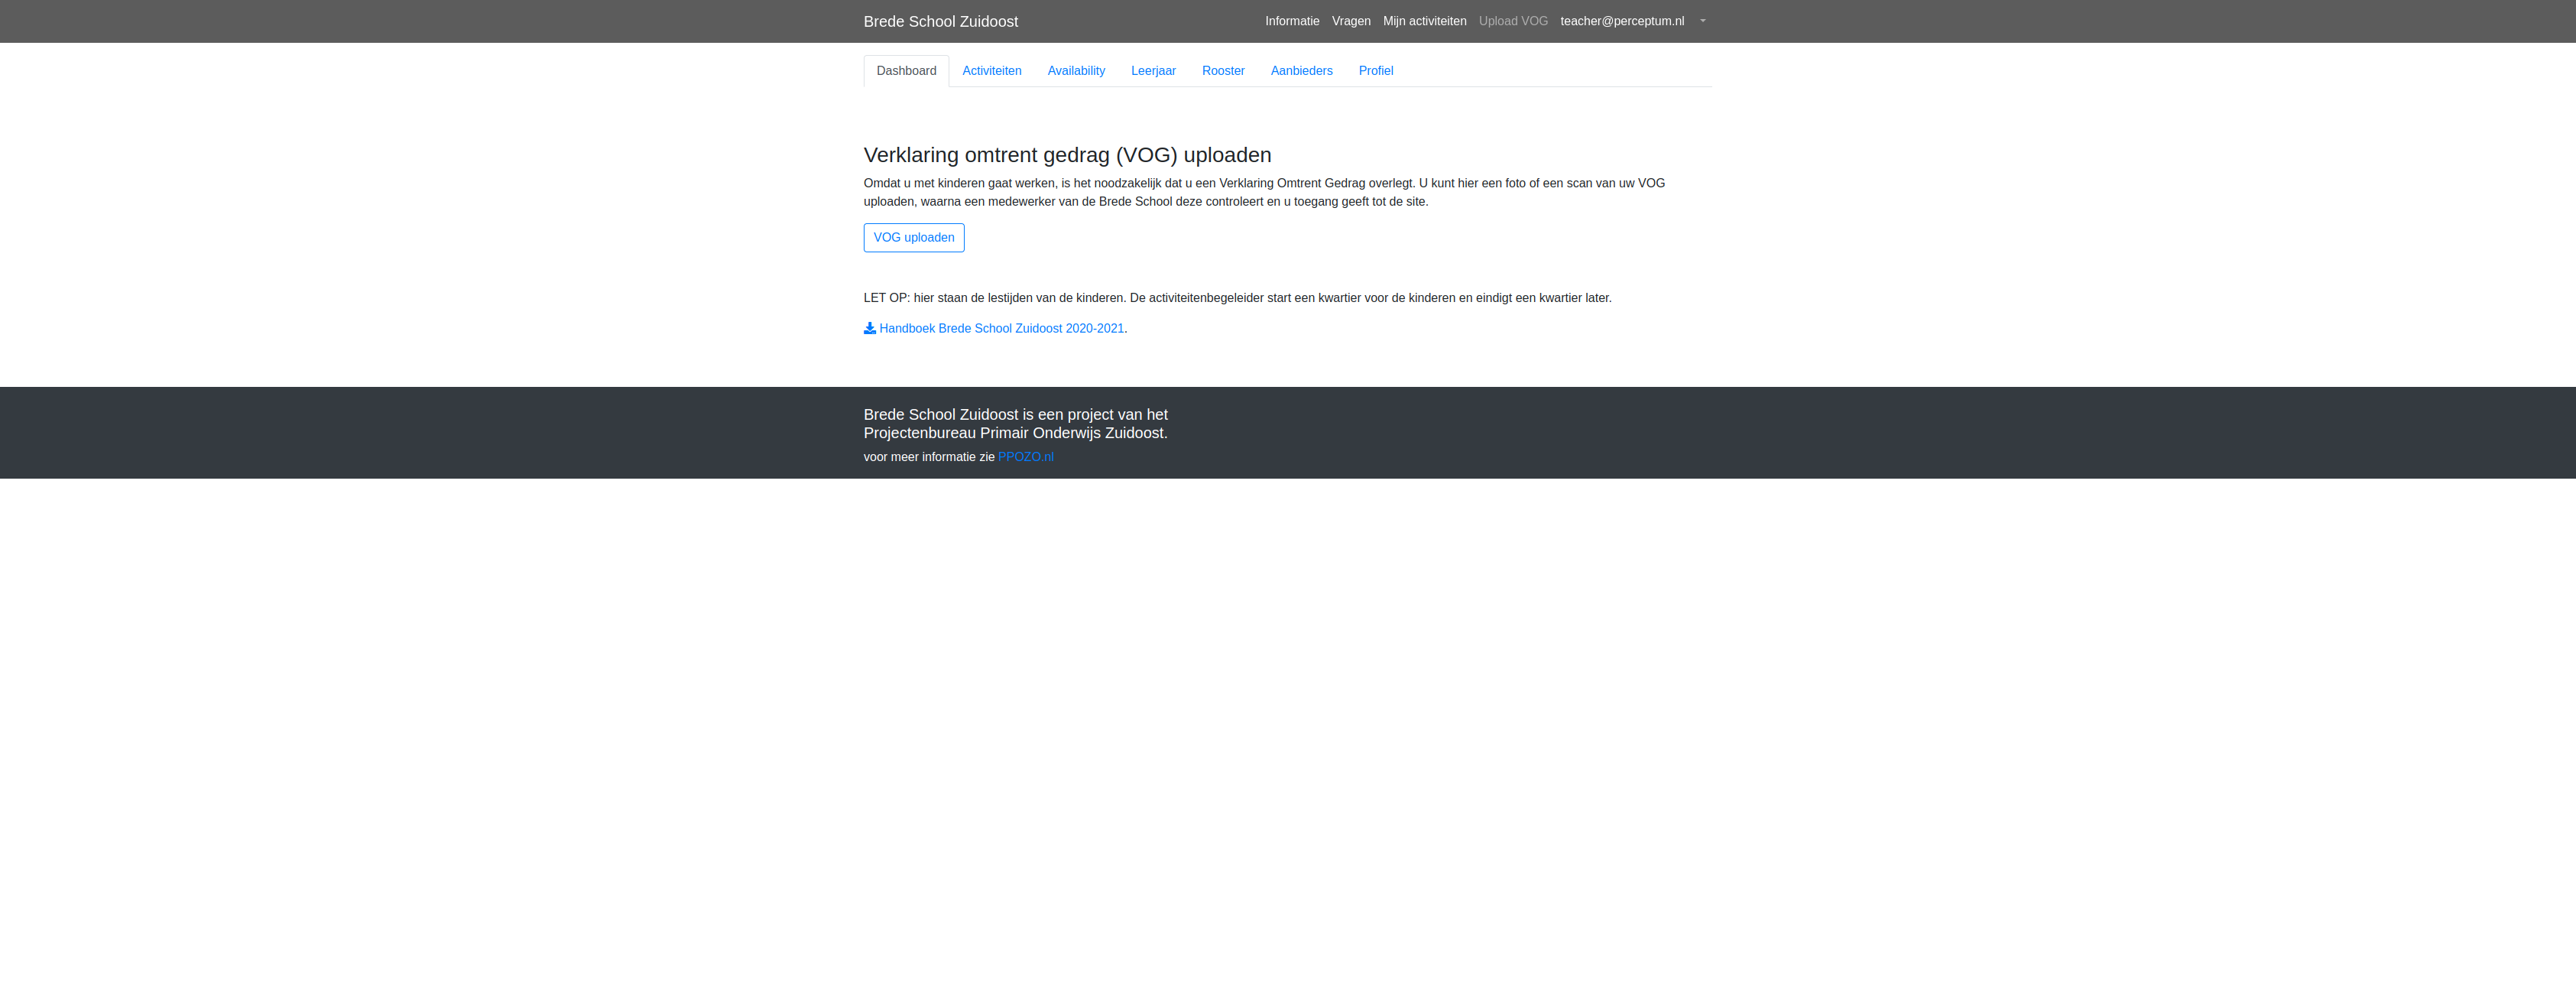 Brede School Zuidoost
Informatie Vragen Mijn activiteiten Upload VOG teacher@perceptum.nl
Dashboard Activiteiten Availability Leerjaar Rooster Aanbieders Profiel
Verklaring omtrent gedrag (VOG) uploaden
Omdat u met kinderen gaat werken, is het noodzakelijk dat u een Verklaring Omtrent Gedrag overlegt. U kunt hier een foto of een scan van uw VOG
uploaden, waarna een medewerker van de Brede School deze controleert en u toegang geeft tot de site.
VOG uploaden
LET OP: hier staan de lestijden van de kinderen. De activiteitenbegeleider start een kwartier voor de kinderen en eindigt een kwartier later.
Handboek Brede School Zuidoost 2020-2021.
Brede School Zuidoost is een project van het
Projectenbureau Primair Onderwijs Zuidoost.
voor meer informatie zie PPOZO.nl